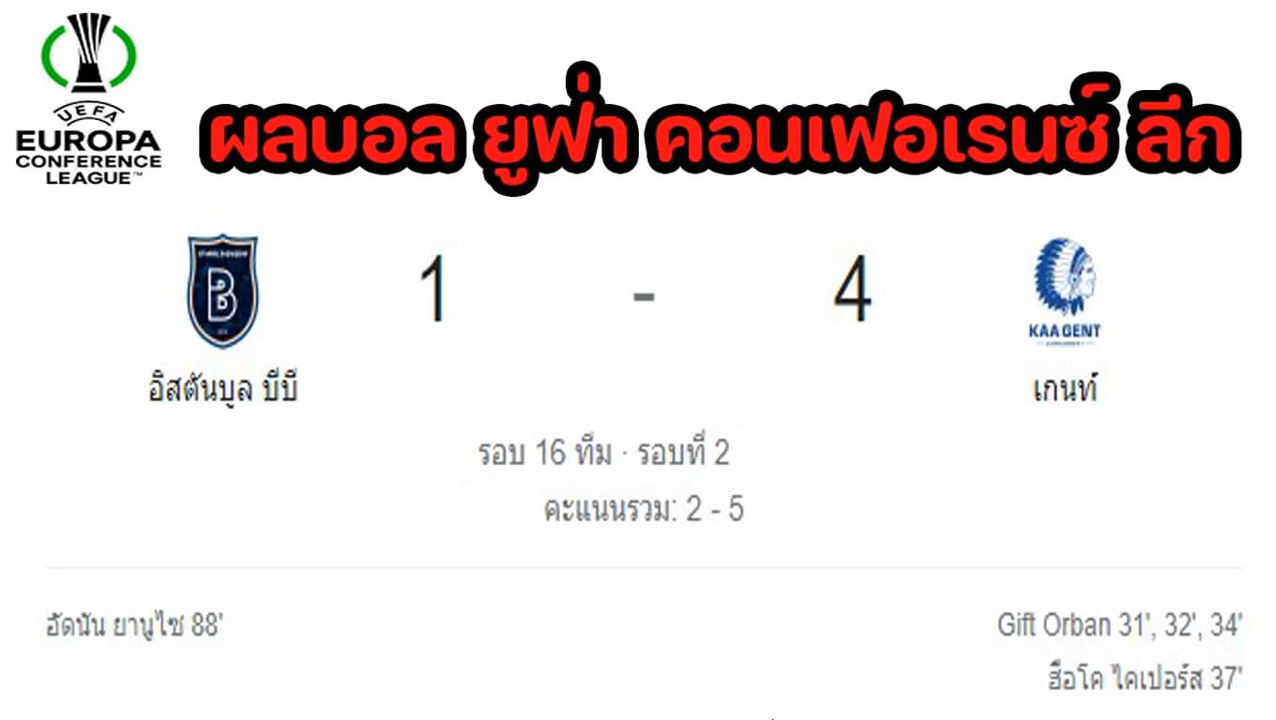 UEFA
EUROPA
CONFERENCE
LEAGUE™
ผลบอล ยูฟ่า คอนเฟอเรนซ์ ลีก
1 - 4
B
KAA GENT
อิสตันบูล บีบี
เกนท์
รอบ 16 ทีม · รอบที่ 2
คะแนนรวม: 2 - 5
อัดนัน ยานูไซ 88'
Gift Orban 31', 32', 34'
ฮือโค ไคเปอร์ส 37'